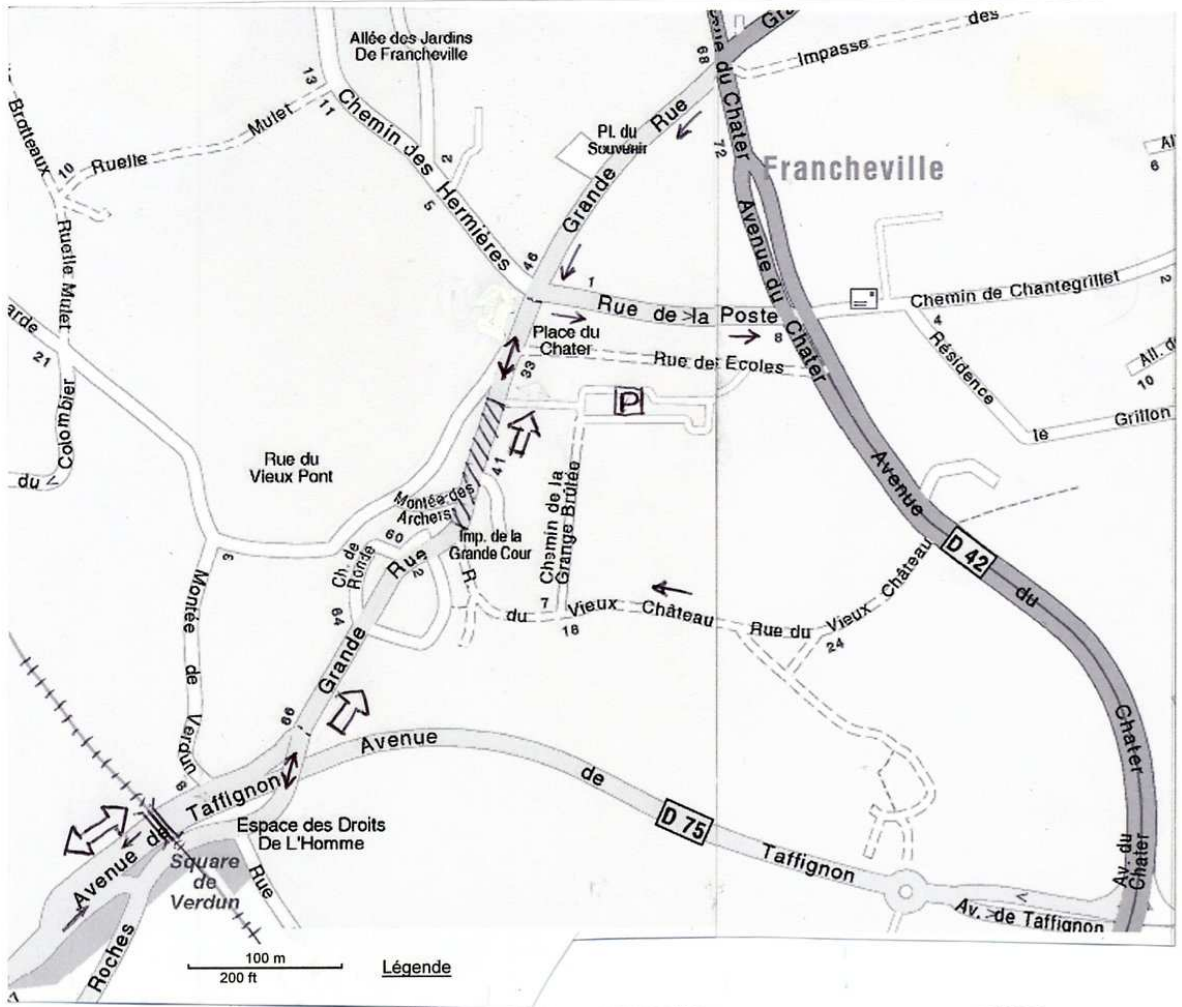 Allée des Jardins
De Francheville
Gra
des
Impasse
68
ue du Chater
13
11
Chemin des Hermières
Mulet
Ruelle
10
Brotteaux
2
5
Pl. du
Souvenir
Grande Rue
72
Francheville
Al
6
Ruelle Mulat
46
1
Avenue du Chater
Rue de la Poste
8
Chemin de Chantegrillet
2
4
Place du
Chater
33
Rue des Ecoles
Résidence le Grillon
All. d
10
arde
21
P
du Colombier
Rue du
Vieux Pont
41
Montée des
Archers
Imp. de la
Grande Cour
Chemin de la
Grange Brûlée
Avenue du Chater
D 42
3
60
Ch. de
Ronde
Rue
2
64
R du Vieux Château
7
18
Rue du Vieux Château
24
Montée de Verdun
8
Grande
66
Avenue de Taffignon
D 75
Taffignon
Avenue de
Espace des Droits
De L'Homme
Square
de
Verdun
Rue
Roches
7
Av. du
Chater
Av. de Taffignon
100 m
200 ft
Légende